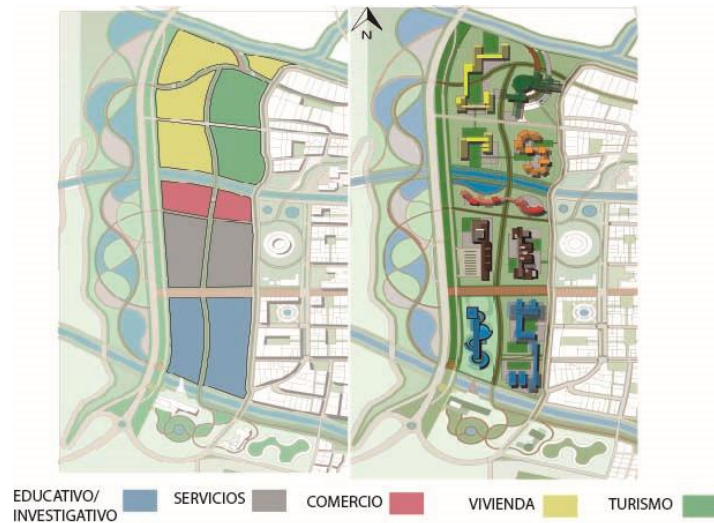 N
EDUCATIVO/
INVESTIGATIVO
SERVICIOS
COMERCIO
VIVIENDA
TURISMO